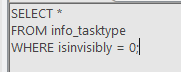 SELECT *
FROM info_tasktype
WHERE isinvisibly = 0;